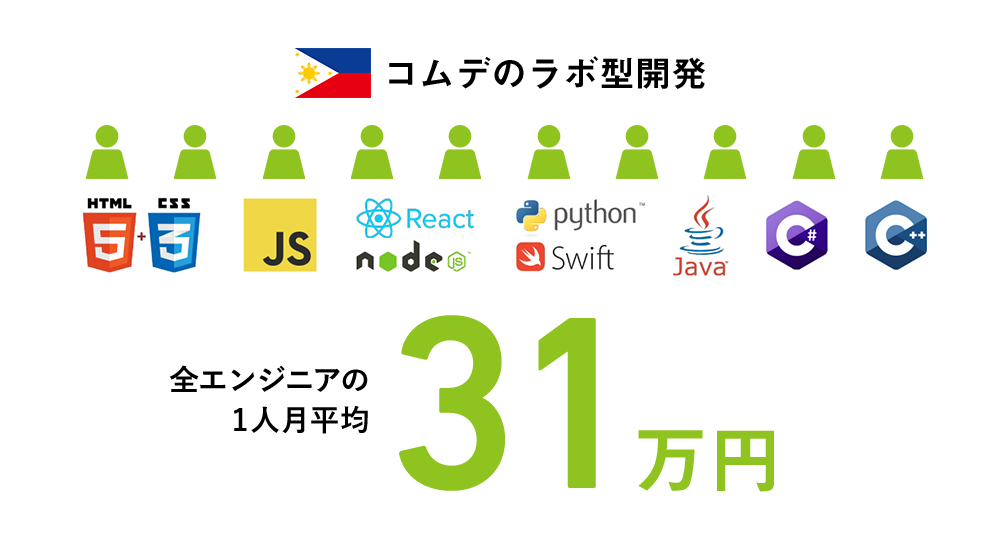 コムデのラボ型開発
HTML CSS
5 + 3
JS
React
node JS
python™
Swift
Java™
C#
C++
全エンジニアの
1人月平均
31万円